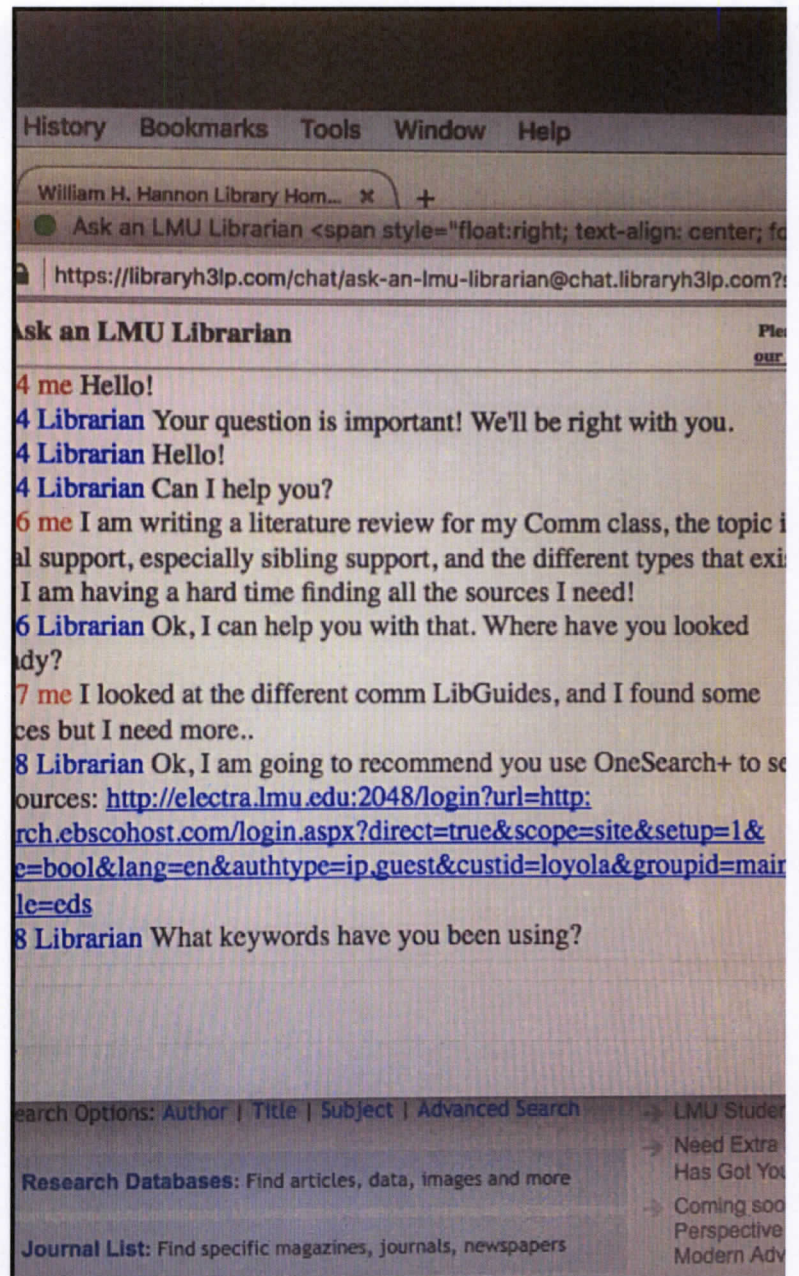 History Bookmarks Tools Window Help
William H. Hannon Library Hom... × +
Ask an LMU Librarian <span style="float:right; text-align: center; fo
https://libraryh3lp.com/chat/ask-an-lmu-librarian@chat.libraryh3lp.com?
sk an LMU Librarian Ple
our
4 me Hello!
4 Librarian Your question is important! We'll be right with you.
4 Librarian Hello!
4 Librarian Can I help you?
6 me I am writing a literature review for my Comm class, the topic i
al support, especially sibling support, and the different types that exi
I am having a hard time finding all the sources I need!
6 Librarian Ok, I can help you with that. Where have you looked
dy?
7 me I looked at the different comm LibGuides, and I found some
ces but I need more..
8 Librarian Ok, I am going to recommend you use OneSearch+ to se
ources: http://electra.lmu.edu:2048/login?url=http:
rch.ebscohost.com/login.aspx?direct=true&scope=site&setup=1&
e=bool&lang=en&authtype=ip,guest&custid=loyola&groupid=main
le=eds
8 Librarian What keywords have you been using?
earch Options: Author | Title | Subject | Advanced Search
Research Databases: Find articles, data, images and more
Journal List: Find specific magazines, journals, newspapers
LMU Studen
Need Extra
Has Got You
Coming soo
Perspective
Modern Adv